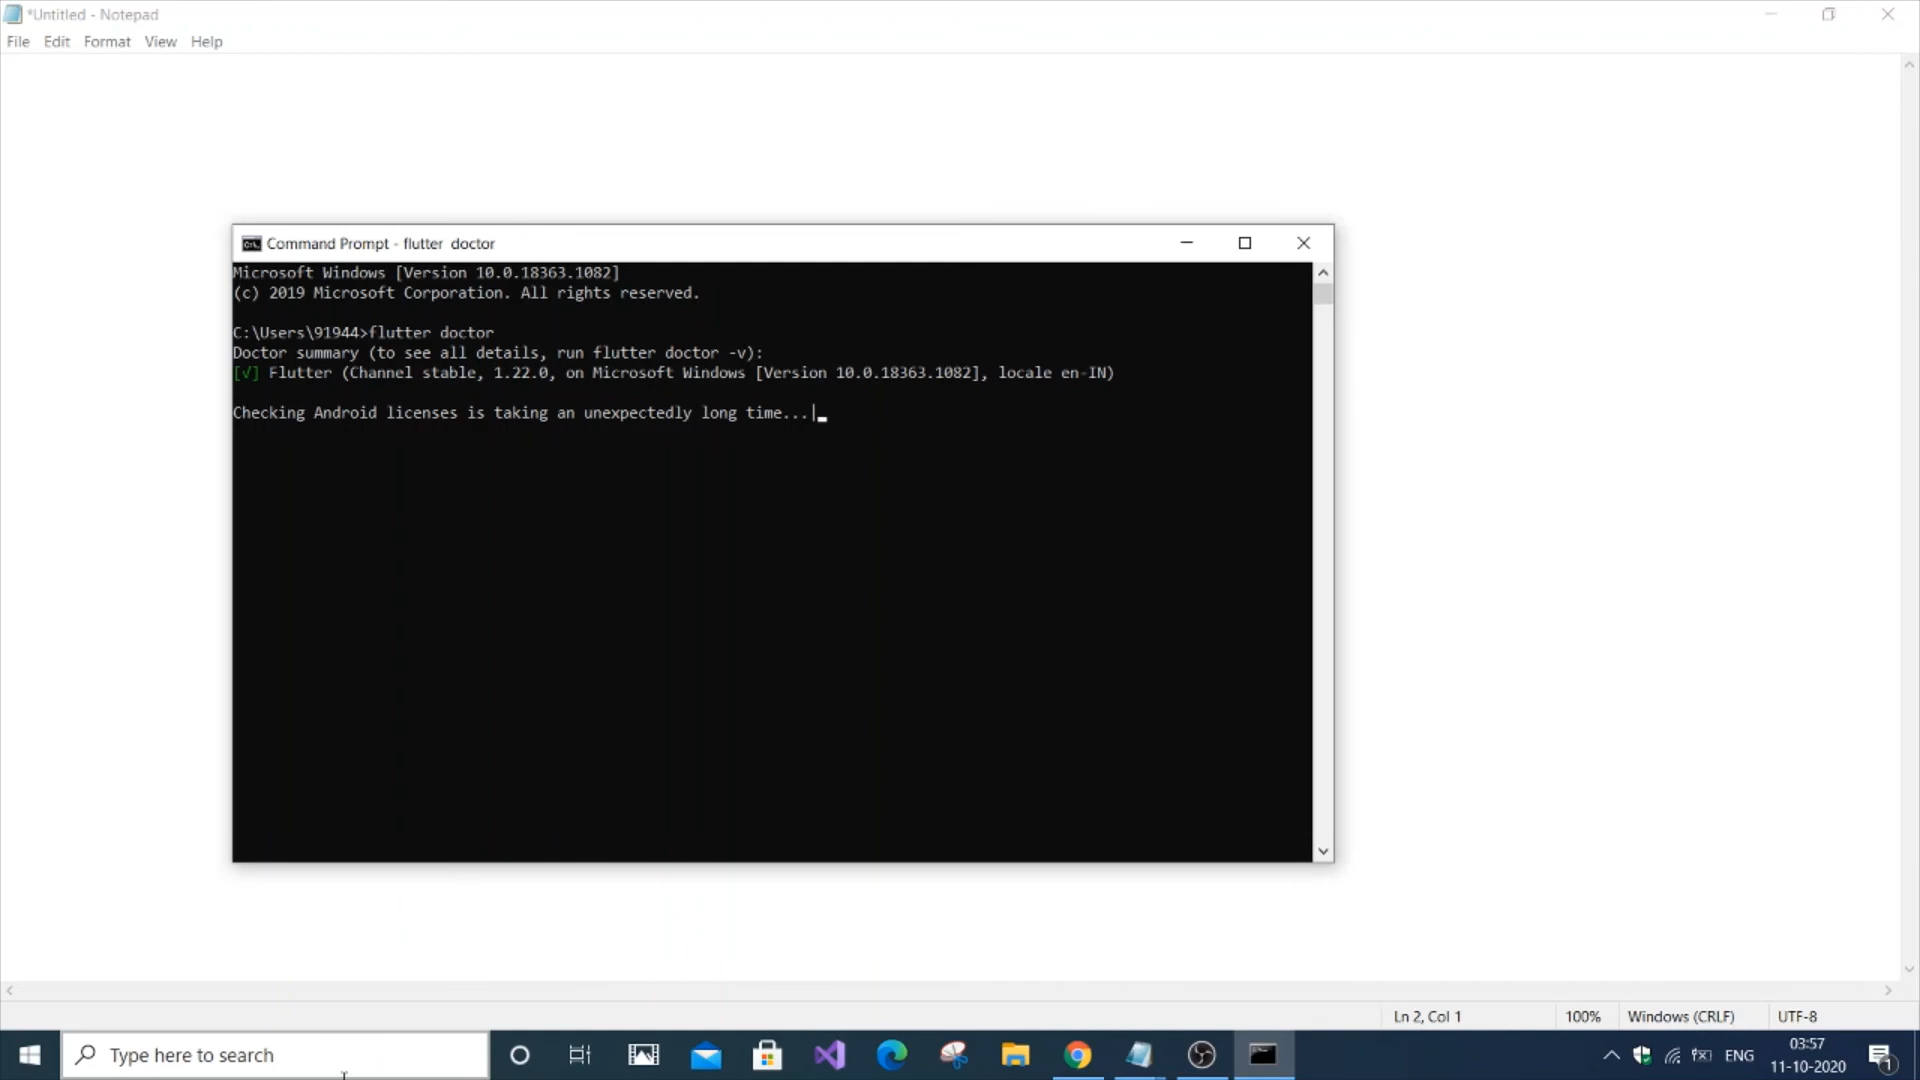 *Untitled - Notepad
File Edit Format View Help
Command Prompt - flutter  doctor
Microsoft Windows [Version 10.0.18363.1082]
(c) 2019 Microsoft Corporation. All rights reserved.
C:\Users\91944>flutter doctor
Doctor summary (to see all details, run flutter doctor -v):
[√] Flutter (Channel stable, 1.22.0, on Microsoft Windows [Version 10.0.18363.1082], locale en-IN)
Checking Android licenses is taking an unexpectedly long time...|
Ln 2, Col 1 100% Windows (CRLF) UTF-8
Type here to search
ENG
03:57
11-10-2020
1